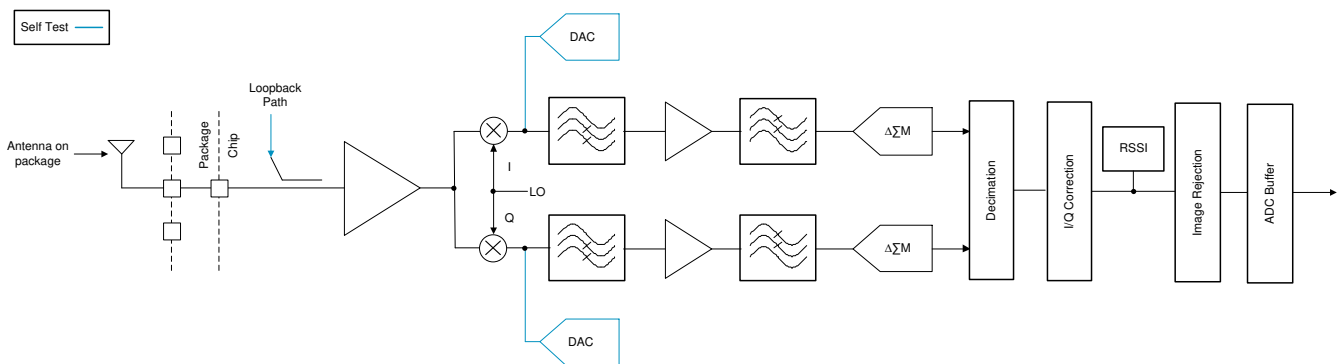 Self Test
DAC
Loopback
Path
Antenna on
package
Package
Chip
I
LO
Q
ΔΣM
ΔΣM
Decimation
I/Q Correction
RSSI
Image Rejection
ADC Buffer
DAC